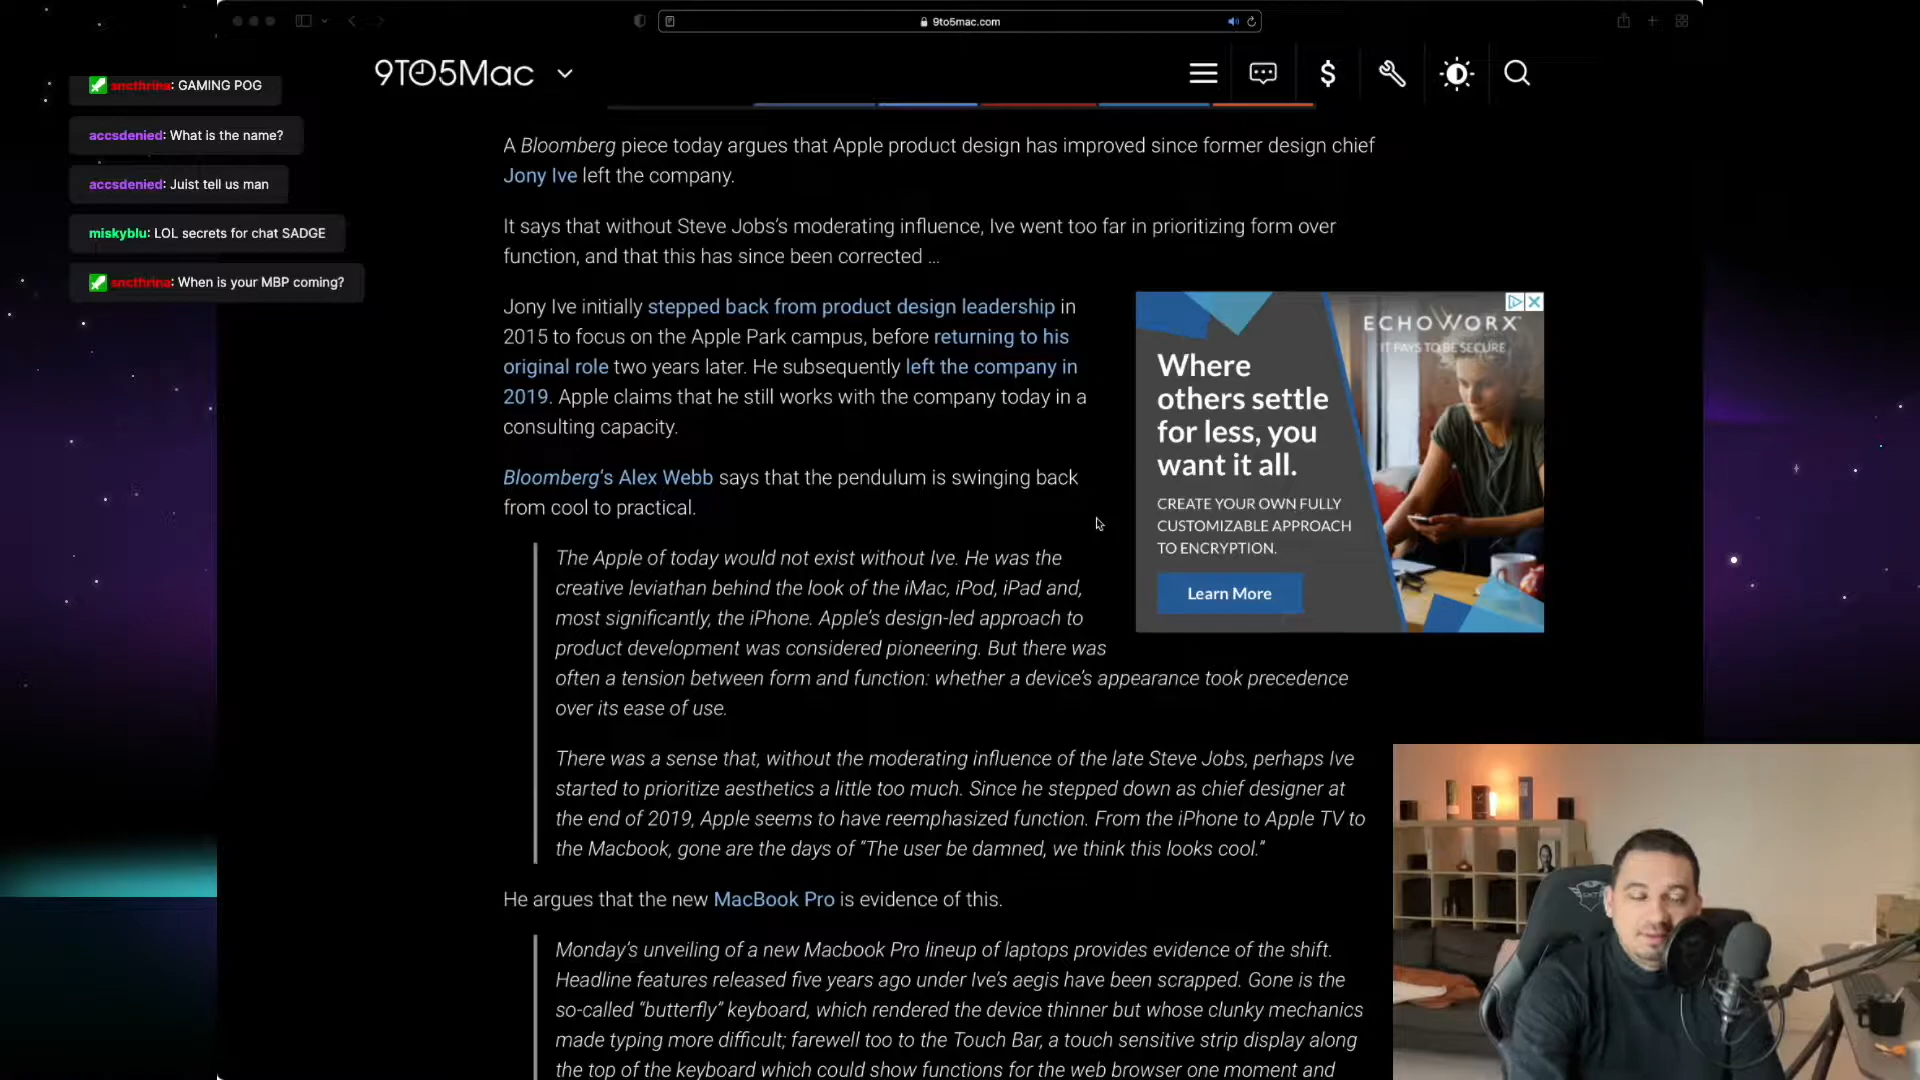 9to5mac.com
9TO5Mac
sncthrina: GAMING POG
accsdenied: What is the name?
accsdenied: Juist tell us man
miskyblu: LOL secrets for chat SADGE
sncthrina: When is your MBP coming?
A Bloomberg piece today argues that Apple product design has improved since former design chief
Jony Ive left the company.
It says that without Steve Jobs’s moderating influence, Ive went too far in prioritizing form over
function, and that this has since been corrected …
Jony Ive initially stepped back from product design leadership in
2015 to focus on the Apple Park campus, before returning to his
original role two years later. He subsequently left the company in
2019. Apple claims that he still works with the company today in a
consulting capacity.
Bloomberg’s Alex Webb says that the pendulum is swinging back
from cool to practical.
ECHOWORX
IT PAYS TO BE SECURE
Where
others settle
for less, you
want it all.
CREATE YOUR OWN FULLY
CUSTOMIZABLE APPROACH
TO ENCRYPTION.
Learn More
The Apple of today would not exist without Ive. He was the
creative leviathan behind the look of the iMac, iPod, iPad and,
most significantly, the iPhone. Apple’s design-led approach to
product development was considered pioneering. But there was
often a tension between form and function: whether a device’s appearance took precedence
over its ease of use.
There was a sense that, without the moderating influence of the late Steve Jobs, perhaps Ive
started to prioritize aesthetics a little too much. Since he stepped down as chief designer at
the end of 2019, Apple seems to have reemphasized function. From the iPhone to Apple TV to
the Macbook, gone are the days of “The user be damned, we think this looks cool.”
He argues that the new MacBook Pro is evidence of this.
Monday’s unveiling of a new Macbook Pro lineup of laptops provides evidence of the shift.
Headline features released five years ago under Ive’s aegis have been scrapped. Gone is the
so-called “butterfly” keyboard, which rendered the device thinner but whose clunky mechanics
made typing more difficult; farewell too to the Touch Bar, a touch sensitive strip display along
the top of the keyboard which could show functions for the web browser one moment and